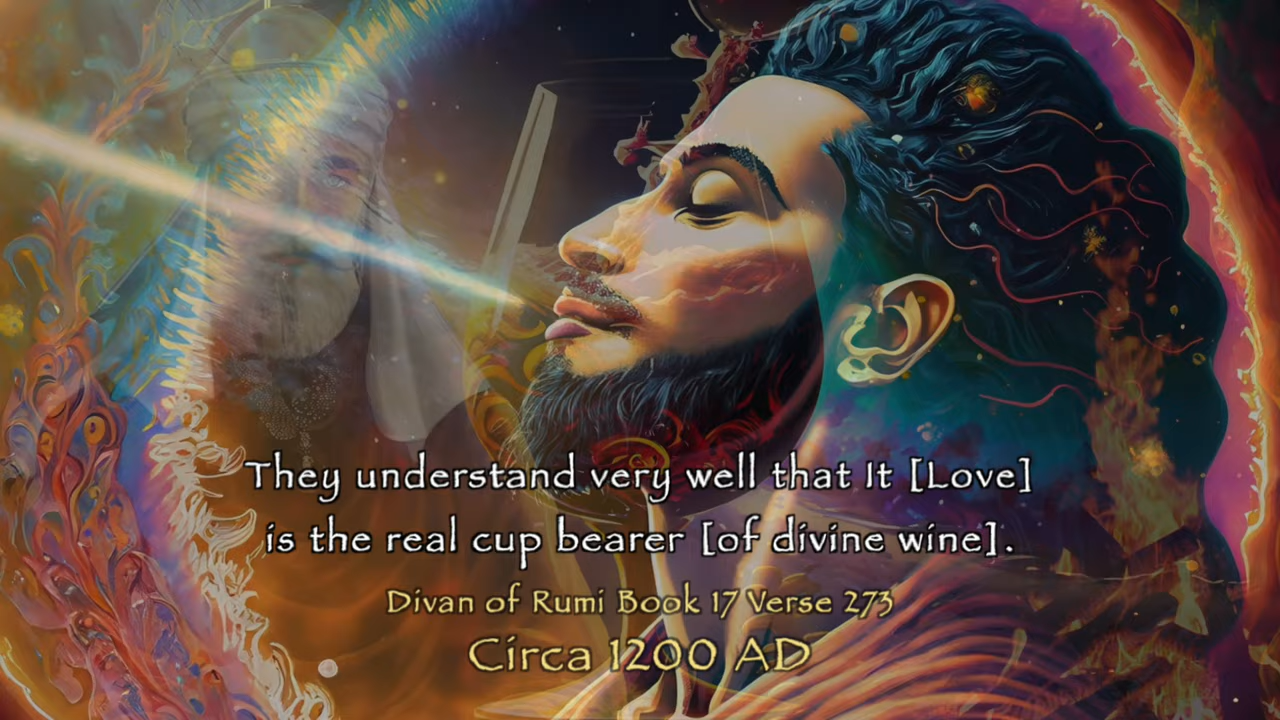 They understand very well that It [Love]
is the real cup bearer [of divine wine].
Divan of Rumi Book 17 Verse 273
Circa 1200 AD